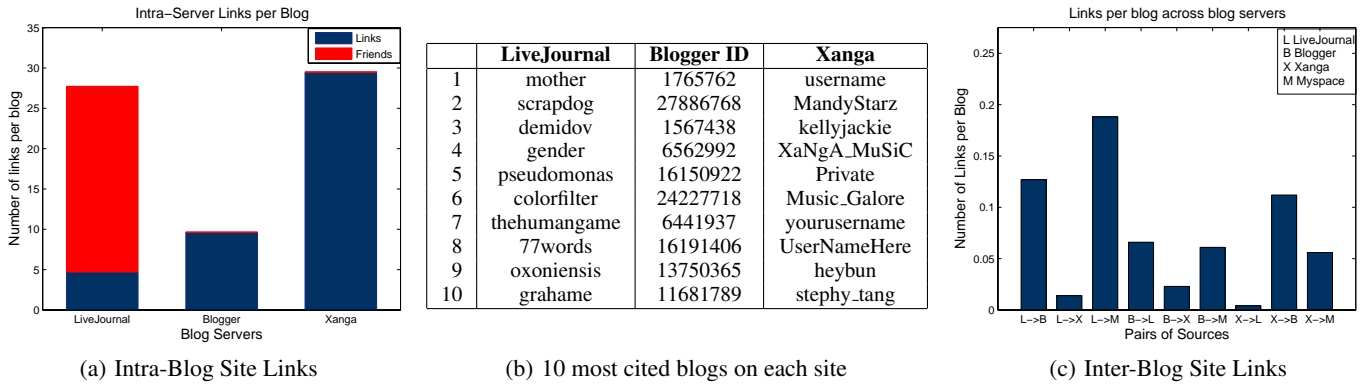 Intra−Server Links per Blog
35
30
25
20
15
10
5
0
Number of links per blog
Links
Friends
LiveJournal Blogger Xanga
Blog Servers
(a) Intra-Blog Site Links
LiveJournal Blogger ID Xanga
1 mother 1765762 username
2 scrapdog 27886768 MandyStarz
3 demidov 1567438 kellyjackie
4 gender 6562992 XaNgA_MuSiC
5 pseudomonas 16150922 Private
6 colorfilter 24227718 Music_Galore
7 thehumangame 6441937 yourusername
8 77words 16191406 UserNameHere
9 oxoniensis 13750365 heybun
10 grahame 11681789 stephy_tang
(b) 10 most cited blogs on each site
Links per blog across blog servers
0.25
0.2
0.15
0.1
0.05
0
Number of Links per Blog
L LiveJournal
B Blogger
X Xanga
M Myspace
L−>B L−>X L−>M B−>L B−>X B−>M X−>L X−>B X−>M
Pairs of Sources
(c) Inter-Blog Site Links